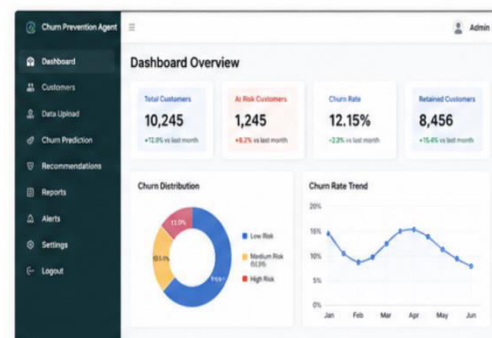 Churn Prevention Agent
Admin
Dashboard
Customers
Data Upload
Churn Prediction
Recommendations
Reports
Alerts
Settings
Logout
Dashboard Overview
Total Customers
10,245
+12.5% vs last month
At Risk Customers
1,245
+8.2% vs last month
Churn Rate
12.15%
vs last month
Retained Customers
8,456
+15.4% vs last month
Churn Distribution
Low Risk
Medium Risk
High Risk
Churn Rate Trend
20%
15%
10%
5%
0%
Jan
Feb
Mar
Apr
May
Jun